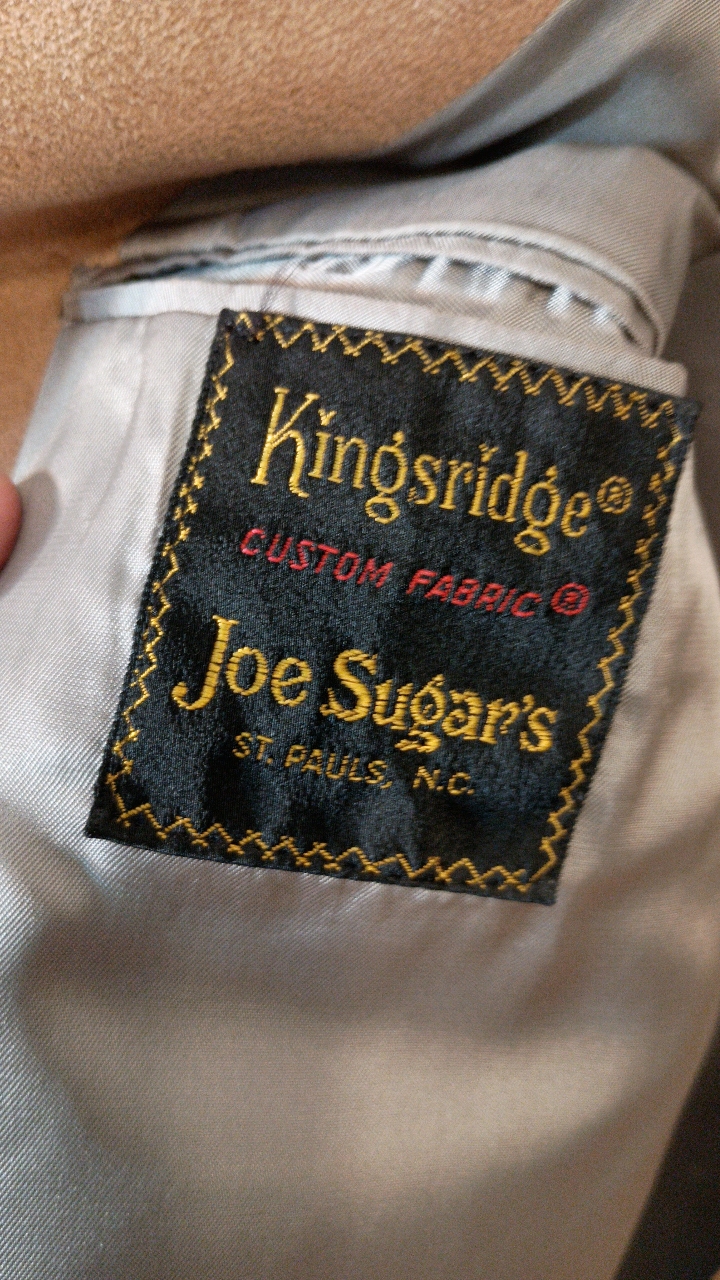 Kingsridge®
CUSTOM FABRIC®
Joe Sugar's
ST. PAULS, N.C.